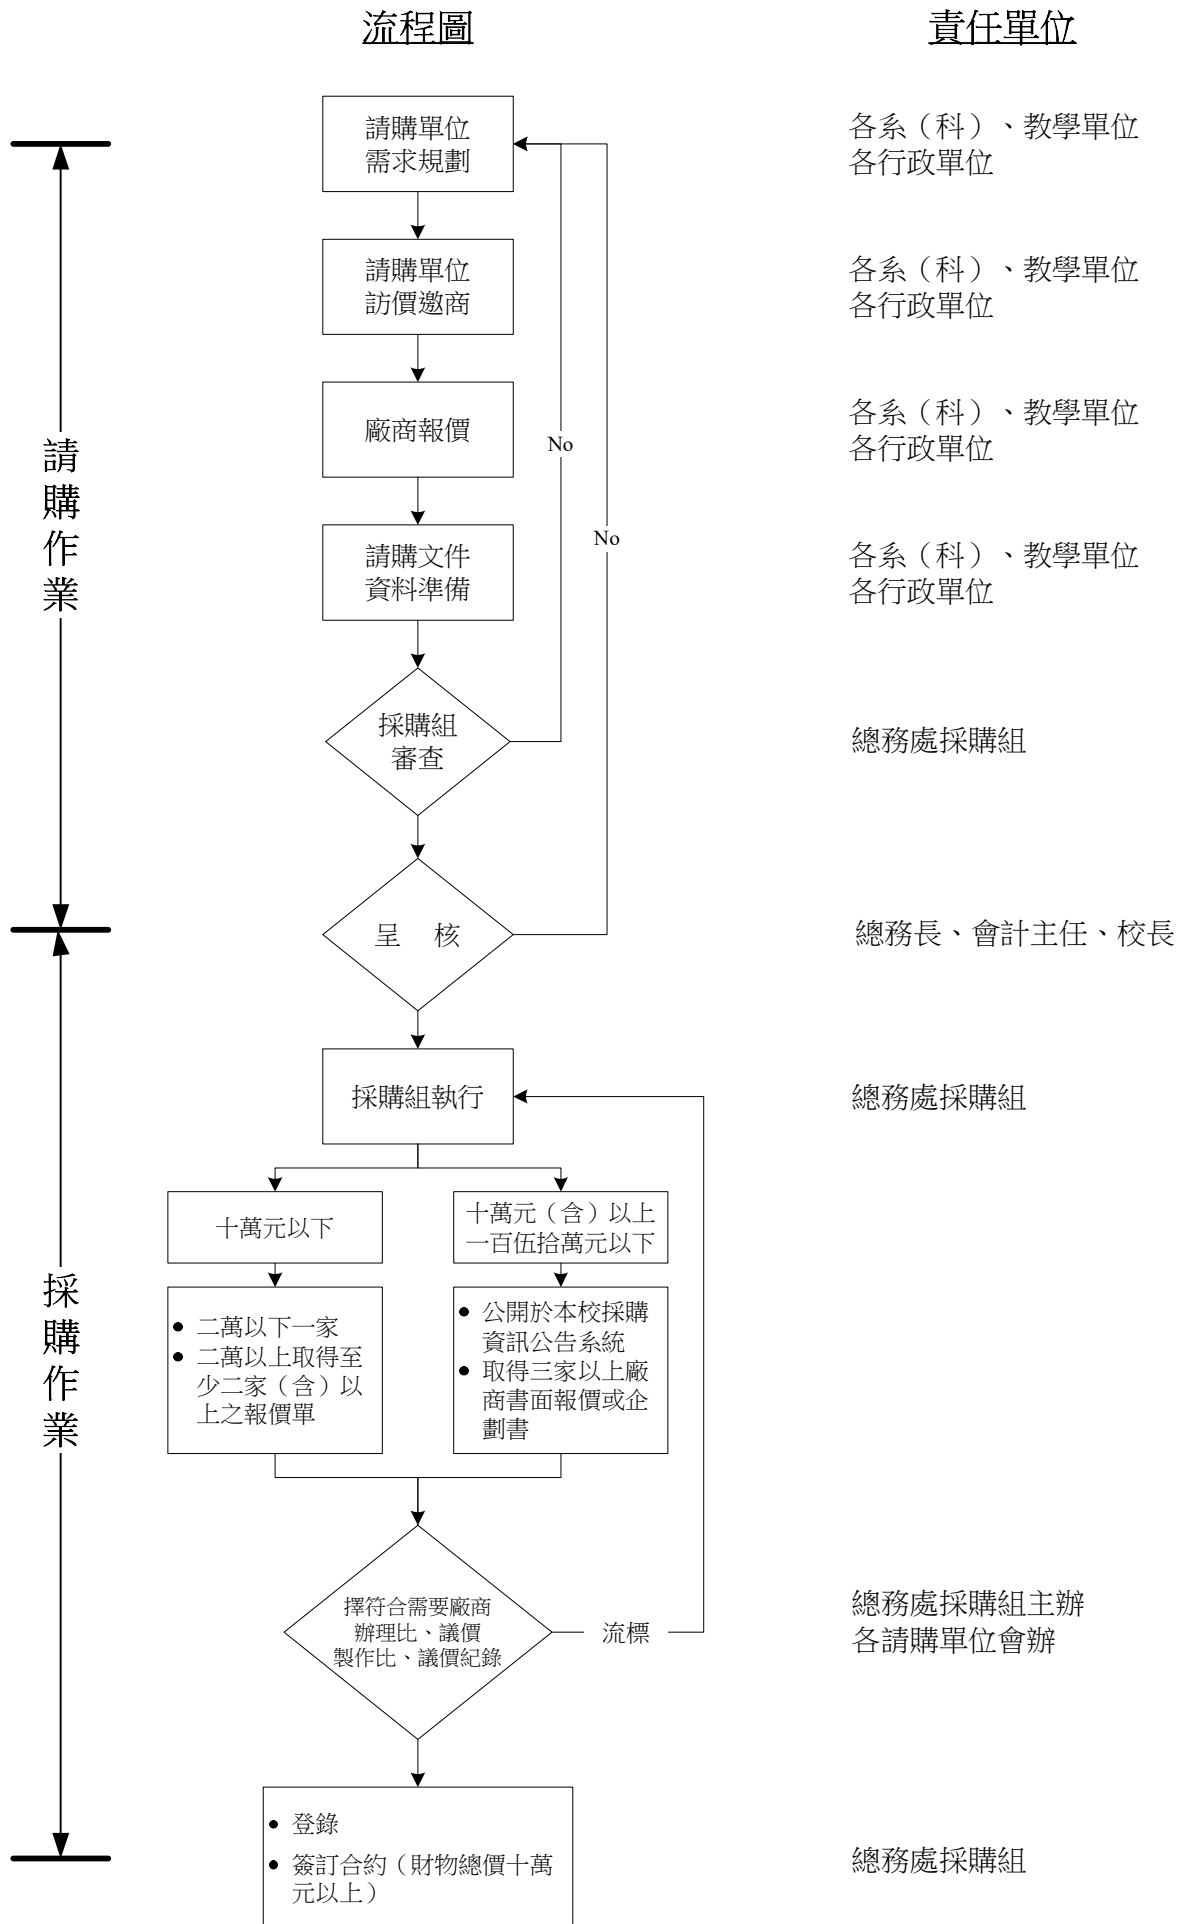 流程圖
責任單位
請購單位
需求規劃
各系（科）、教學單位
各行政單位
請購單位
訪價邀商
各系（科）、教學單位
各行政單位
廠商報價
No
各系（科）、教學單位
各行政單位
請購作業
請購文件
資料準備
No
各系（科）、教學單位
各行政單位
採購組
審查
總務處採購組
呈　核
總務長、會計主任、校長
採購組執行
總務處採購組
十萬元以下
十萬元（含）以上
一百伍拾萬元以下
採購作業
• 二萬以下一家
• 二萬以上取得至
少二家（含）以
上之報價單
• 公開於本校採購
資訊公告系統
• 取得三家以上廠
商書面報價或企
劃書
擇符合需要廠商
辦理比、議價
製作比、議價紀錄
流標
總務處採購組主辦
各請購單位會辦
• 登錄
• 簽訂合約（財物總價十萬
元以上）
總務處採購組